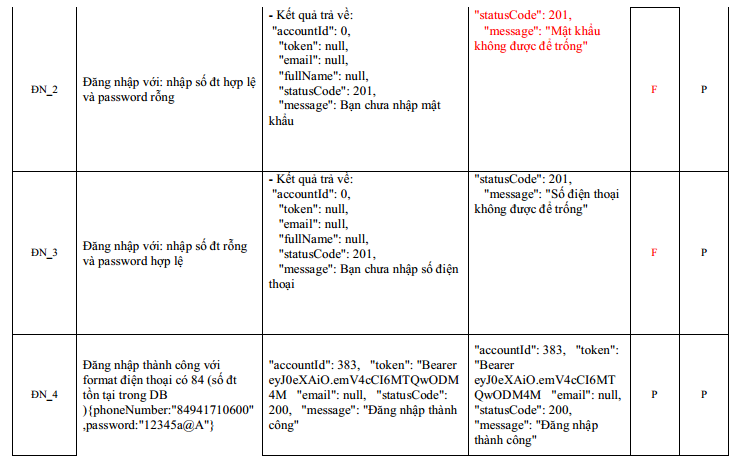 ĐN_2
Đăng nhập với: nhập số đt hợp lệ
và password rỗng
- Kết quả trả về:
"accountId": 0,
"token": null,
"email": null,
"fullName": null,
"statusCode": 201,
"message": Bạn chưa nhập mật
khẩu
"statusCode": 201,
"message": "Mật khẩu
không được để trống"
F
P
ĐN_3
Đăng nhập với: nhập số đt rỗng
và password hợp lệ
- Kết quả trả về:
"accountId": 0,
"token": null,
"email": null,
"fullName": null,
"statusCode": 201,
"message": Bạn chưa nhập số điện
thoại
"statusCode": 201,
"message": "Số điện thoại
không được để trống"
F
P
ĐN_4
Đăng nhập thành công với
format điện thoại có 84 (số đt
tồn tại trong DB
){phoneNumber:"84941710600"
,password:"12345a@A"}
"accountId": 383, "token": "Bearer
eyJ0eXAiO.emV4cCI6MTQwODM
4M "email": null, "statusCode":
200, "message": "Đăng nhập thành
công"
"accountId": 383, "token":
"Bearer
eyJ0eXAiO.emV4cCI6MT
QwODM4M "email": null,
"statusCode": 200,
"message": "Đăng nhập
thành công"
P
P